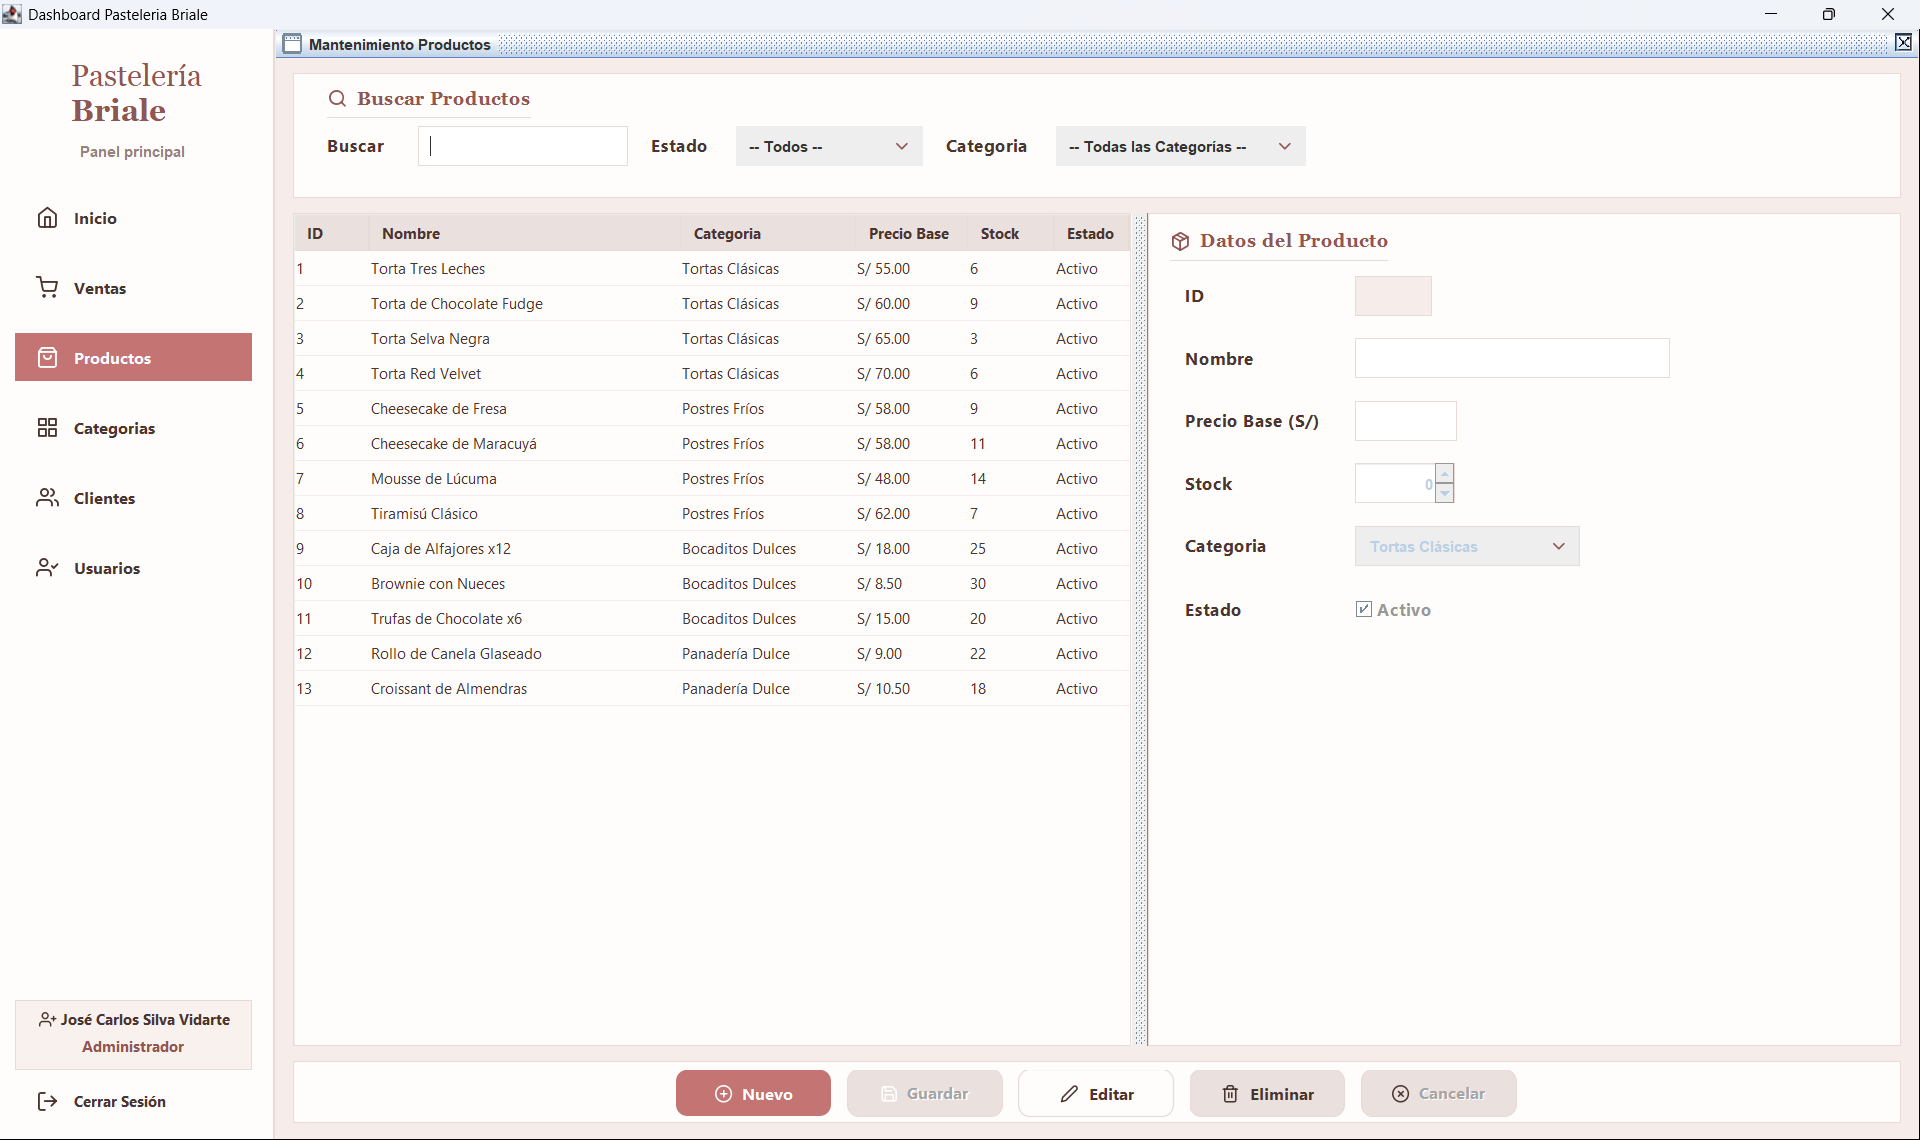 Dashboard Pasteleria Briale
Pastelería
Briale
Panel principal
Inicio
Ventas
Productos
Categorias
Clientes
Usuarios
José Carlos Silva Vidarte
Administrador
Cerrar Sesión
Mantenimiento Productos
Buscar Productos
Buscar Estado -- Todos -- Categoria -- Todas las Categorías --
ID Nombre Categoria Precio Base Stock Estado
1 Torta Tres Leches Tortas Clásicas S/ 55.00 6 Activo
2 Torta de Chocolate Fudge Tortas Clásicas S/ 60.00 9 Activo
3 Torta Selva Negra Tortas Clásicas S/ 65.00 3 Activo
4 Torta Red Velvet Tortas Clásicas S/ 70.00 6 Activo
5 Cheesecake de Fresa Postres Fríos S/ 58.00 9 Activo
6 Cheesecake de Maracuyá Postres Fríos S/ 58.00 11 Activo
7 Mousse de Lúcuma Postres Fríos S/ 48.00 14 Activo
8 Tiramisú Clásico Postres Fríos S/ 62.00 7 Activo
9 Caja de Alfajores x12 Bocaditos Dulces S/ 18.00 25 Activo
10 Brownie con Nueces Bocaditos Dulces S/ 8.50 30 Activo
11 Trufas de Chocolate x6 Bocaditos Dulces S/ 15.00 20 Activo
12 Rollo de Canela Glaseado Panadería Dulce S/ 9.00 22 Activo
13 Croissant de Almendras Panadería Dulce S/ 10.50 18 Activo
Datos del Producto
ID
Nombre
Precio Base (S/)
Stock 0
Categoria Tortas Clásicas
Estado Activo
Nuevo Guardar Editar Eliminar Cancelar